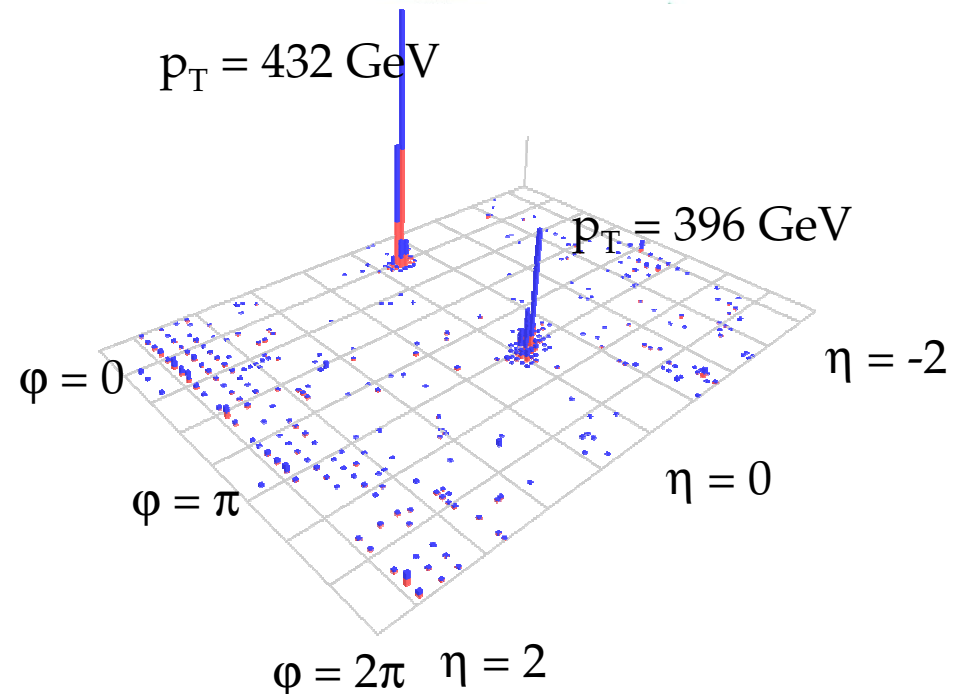 p_T = 432 GeV
p_T = 396 GeV
η = -2
φ = 0
η = 0
φ = π
φ = 2π
η = 2